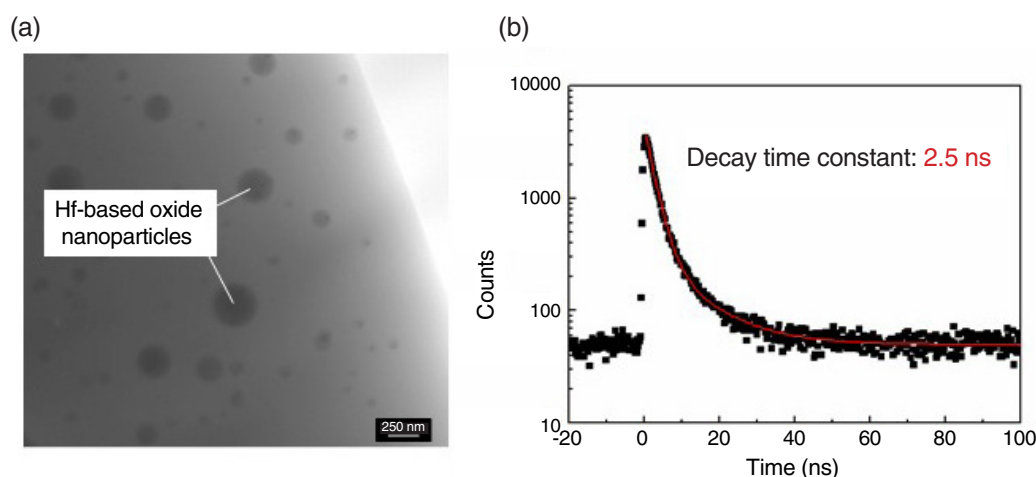 (a)
Hf-based oxide
nanoparticles
250 nm
(b)
10000
1000
100
10
Counts
Decay time constant: 2.5 ns
-20
0
20
40
60
80
100
Time (ns)